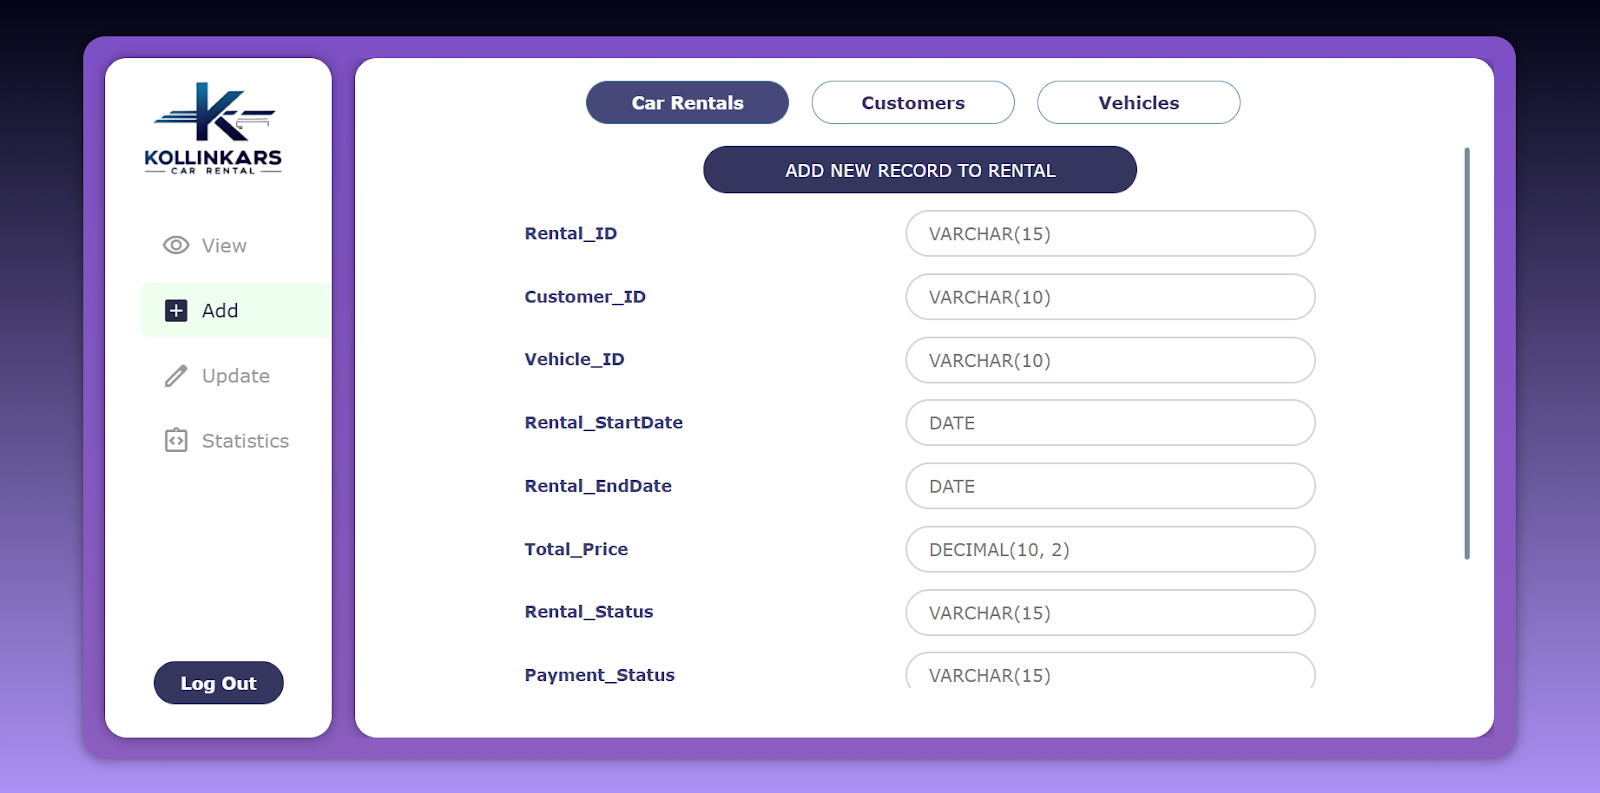 KOLLINKARS
CAR RENTAL
View
Add
Update
Statistics
Log Out
Car Rentals Customers Vehicles
ADD NEW RECORD TO RENTAL
Rental_ID VARCHAR(15)
Customer_ID VARCHAR(10)
Vehicle_ID VARCHAR(10)
Rental_StartDate DATE
Rental_EndDate DATE
Total_Price DECIMAL(10, 2)
Rental_Status VARCHAR(15)
Payment_Status VARCHAR(15)